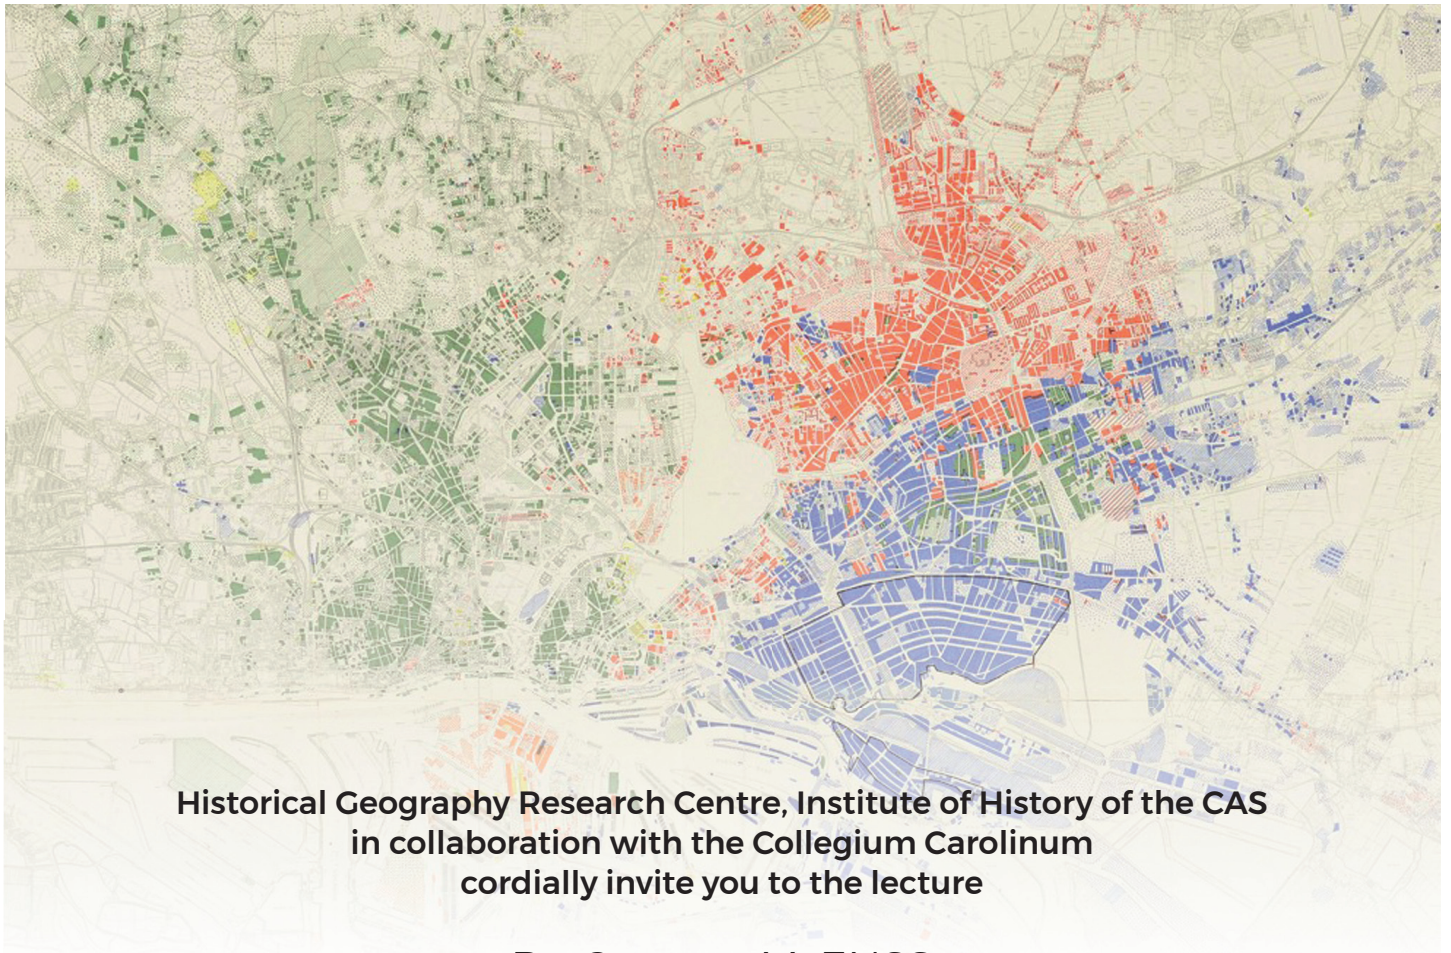 Historical Geography Research Centre, Institute of History of the CAS
in collaboration with the Collegium Carolinum
cordially invite you to the lecture